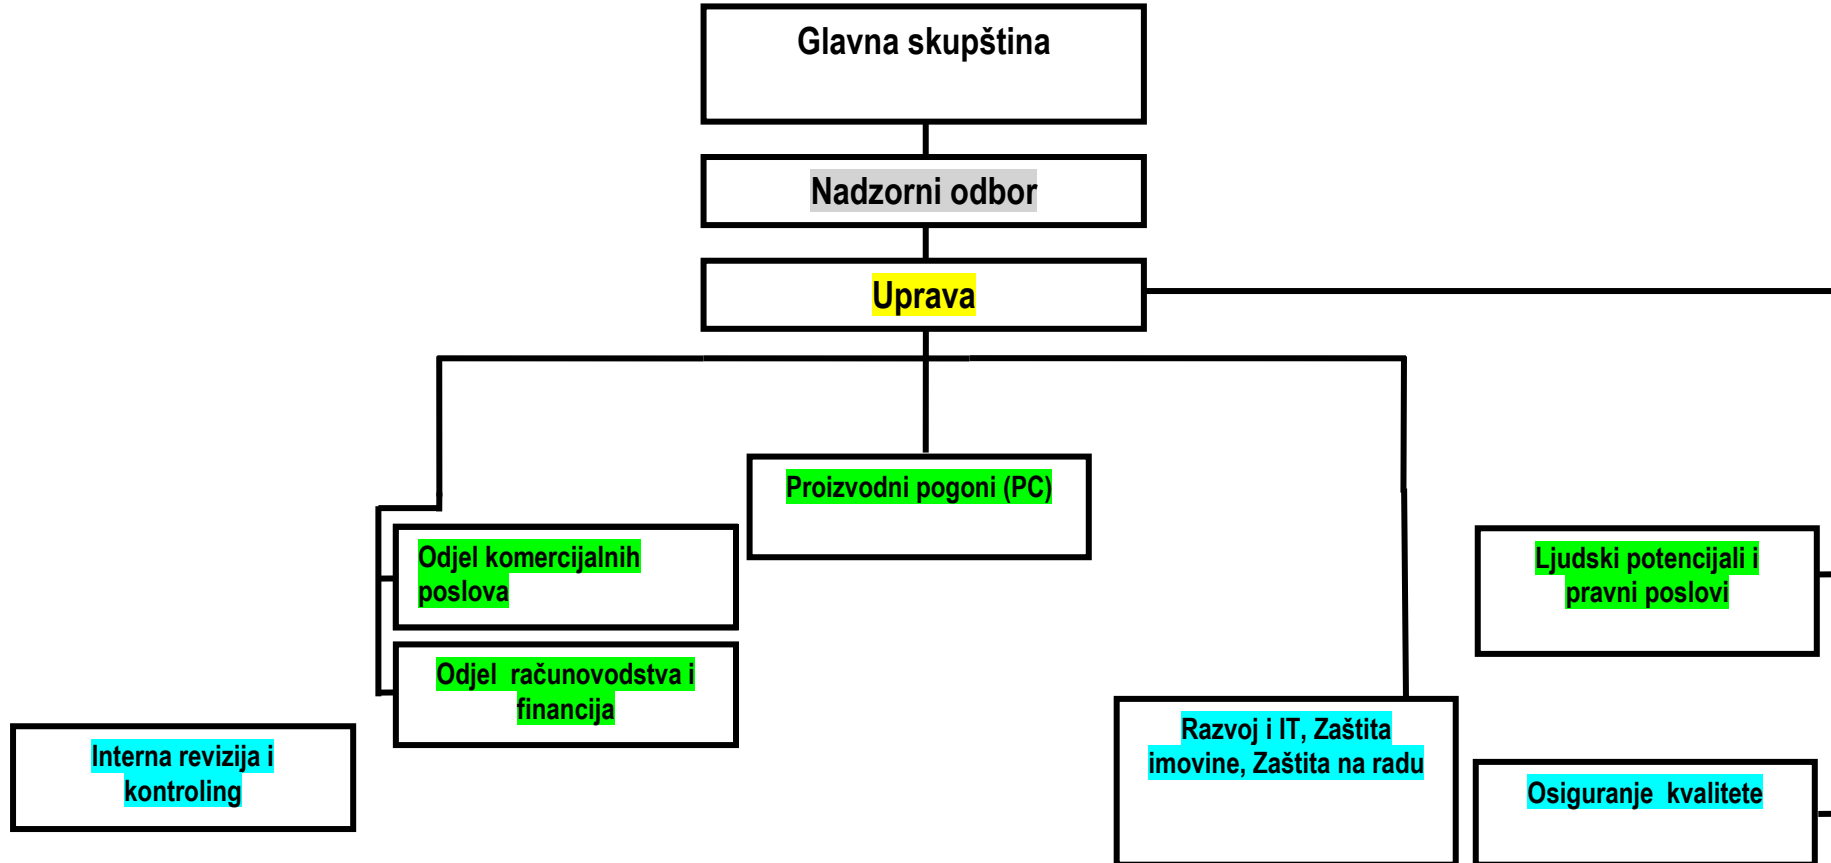 Glavna skupština
Nadzorni odbor
Uprava
Proizvodni pogoni (PC)
Odjel komercijalnih
poslova
Ljudski potencijali i
pravni poslovi
Odjel  računovodstva i
financija
Interna revizija i
kontroling
Razvoj i IT, Zaštita
imovine, Zaštita na radu
Osiguranje  kvalitete